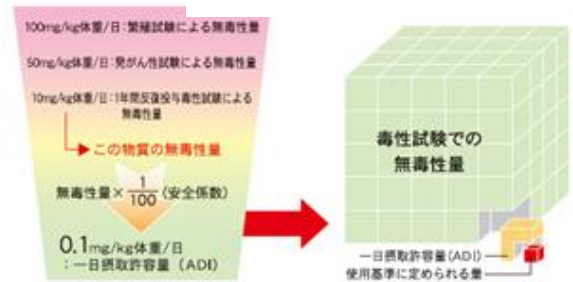 100mg/kg体重/日:繁殖試験による無毒性量
50mg/kg体重/日:発がん性試験による無毒性量
10mg/kg体重/日:1年間反復投与毒性試験による
無毒性量
この物質の無毒性量
無毒性量×1/100(安全係数)
0.1mg/kg体重/日
:一日摂取許容量(ADI)
毒性試験での
無毒性量
一日摂取許容量(ADI)
使用基準に定められる量